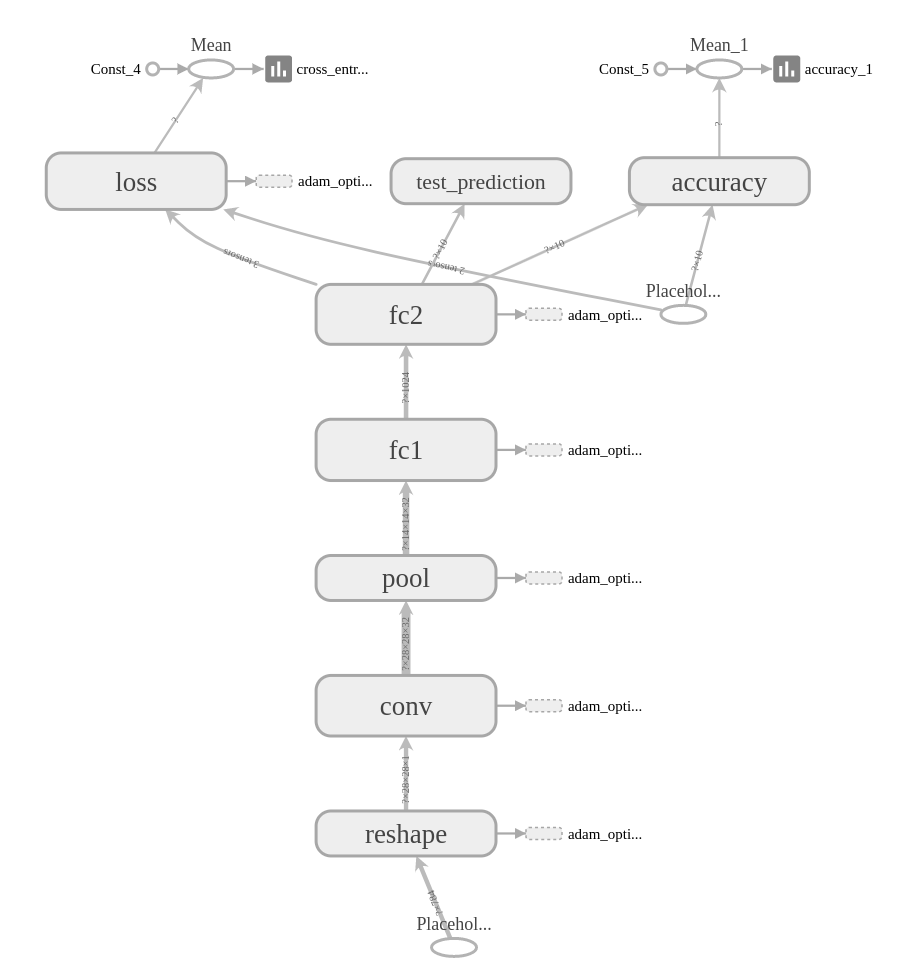 Mean
Mean_1
Const_4
cross_entr...
Const_5
accuracy_1
?
?
loss
adam_opti...
test_prediction
accuracy
3 tensors
?×10
2 tensors
?×10
?×10
Placehol...
fc2
adam_opti...
?×1024
fc1
adam_opti...
?×14×14×32
pool
adam_opti...
?×28×28×32
conv
adam_opti...
?×28×28×1
reshape
adam_opti...
?×784
Placehol...